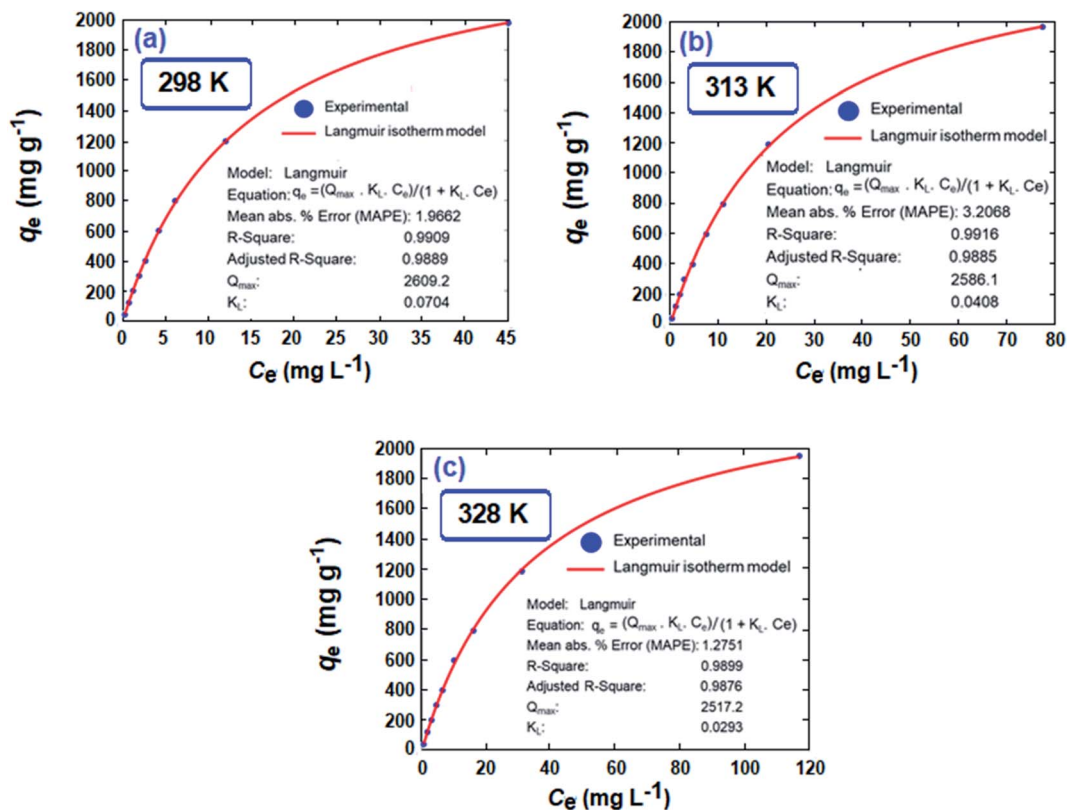 (a)
298 K
2000
1800
1600
1400
1200
1000
800
600
400
200
0
qe (mg g-1)
Experimental
Langmuir isotherm model
Model: Langmuir
Equation: qe =(Qmax . KL. Ce)/(1 + KL. Ce)
Mean abs. % Error (MAPE): 1.9662
R-Square: 0.9909
Adjusted R-Square: 0.9889
Qmax: 2609.2
KL: 0.0704
0 5 10 15 20 25 30 35 40 45
Ce (mg L-1)
(b)
313 K
2000
1800
1600
1400
1200
1000
800
600
400
200
0
qe (mg g-1)
Experimental
Langmuir isotherm model
Model: Langmuir
Equation: qe =(Qmax . KL. Ce)/(1 + KL. Ce)
Mean abs. % Error (MAPE): 3.2068
R-Square: 0.9916
Adjusted R-Square: 0.9885
Qmax: 2586.1
KL: 0.0408
0 10 20 30 40 50 60 70 80
Ce (mg L-1)
(c)
328 K
2000
1800
1600
1400
1200
1000
800
600
400
200
0
qe (mg g-1)
Experimental
Langmuir isotherm model
Model: Langmuir
Equation: qe = (Qmax . KL. Ce)/(1 + KL. Ce)
Mean abs. % Error (MAPE): 1.2751
R-Square: 0.9899
Adjusted R-Square: 0.9876
Qmax: 2517.2
KL: 0.0293
0 20 40 60 80 100 120
Ce (mg L-1)